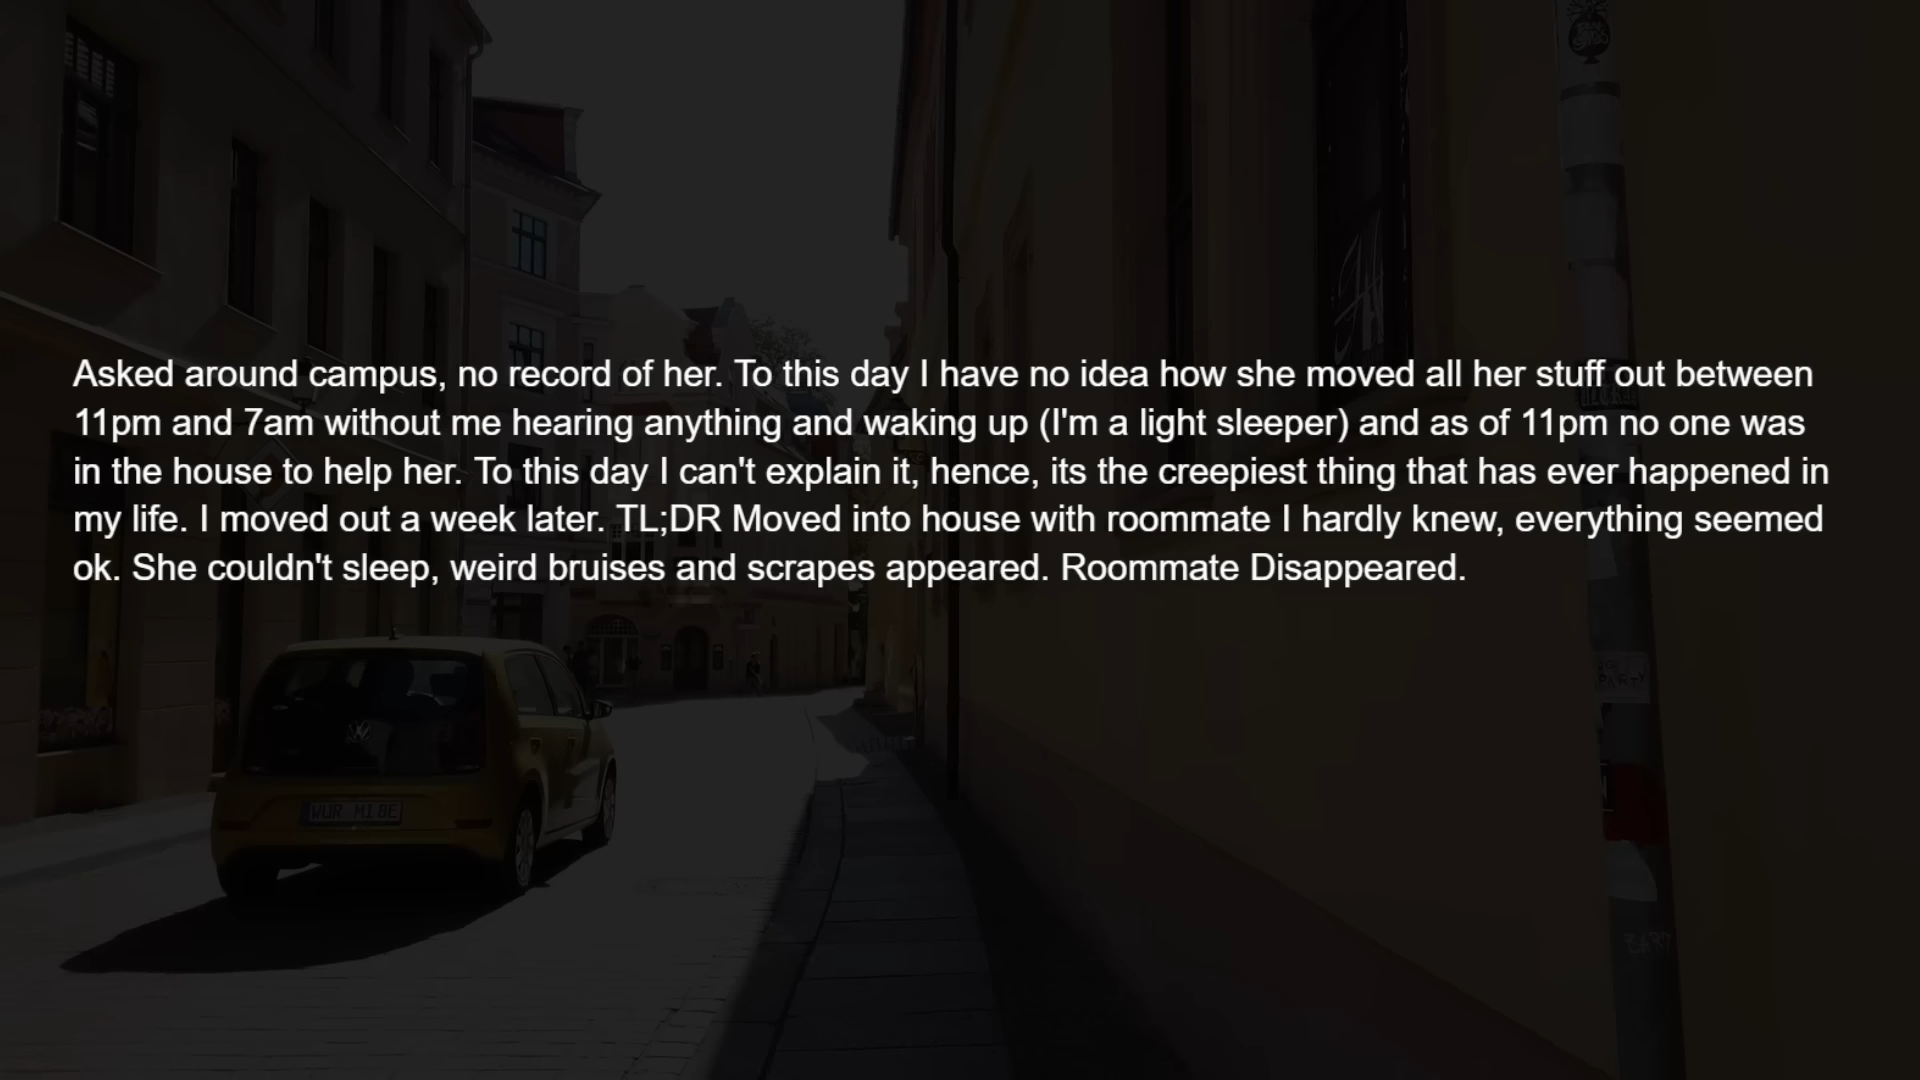 Asked around campus, no record of her. To this day I have no idea how she moved all her stuff out between
11pm and 7am without me hearing anything and waking up (I'm a light sleeper) and as of 11pm no one was
in the house to help her. To this day I can't explain it, hence, its the creepiest thing that has ever happened in
my life. I moved out a week later. TL;DR Moved into house with roommate I hardly knew, everything seemed
ok. She couldn't sleep, weird bruises and scrapes appeared. Roommate Disappeared.
PARTY
WUR MI 8E